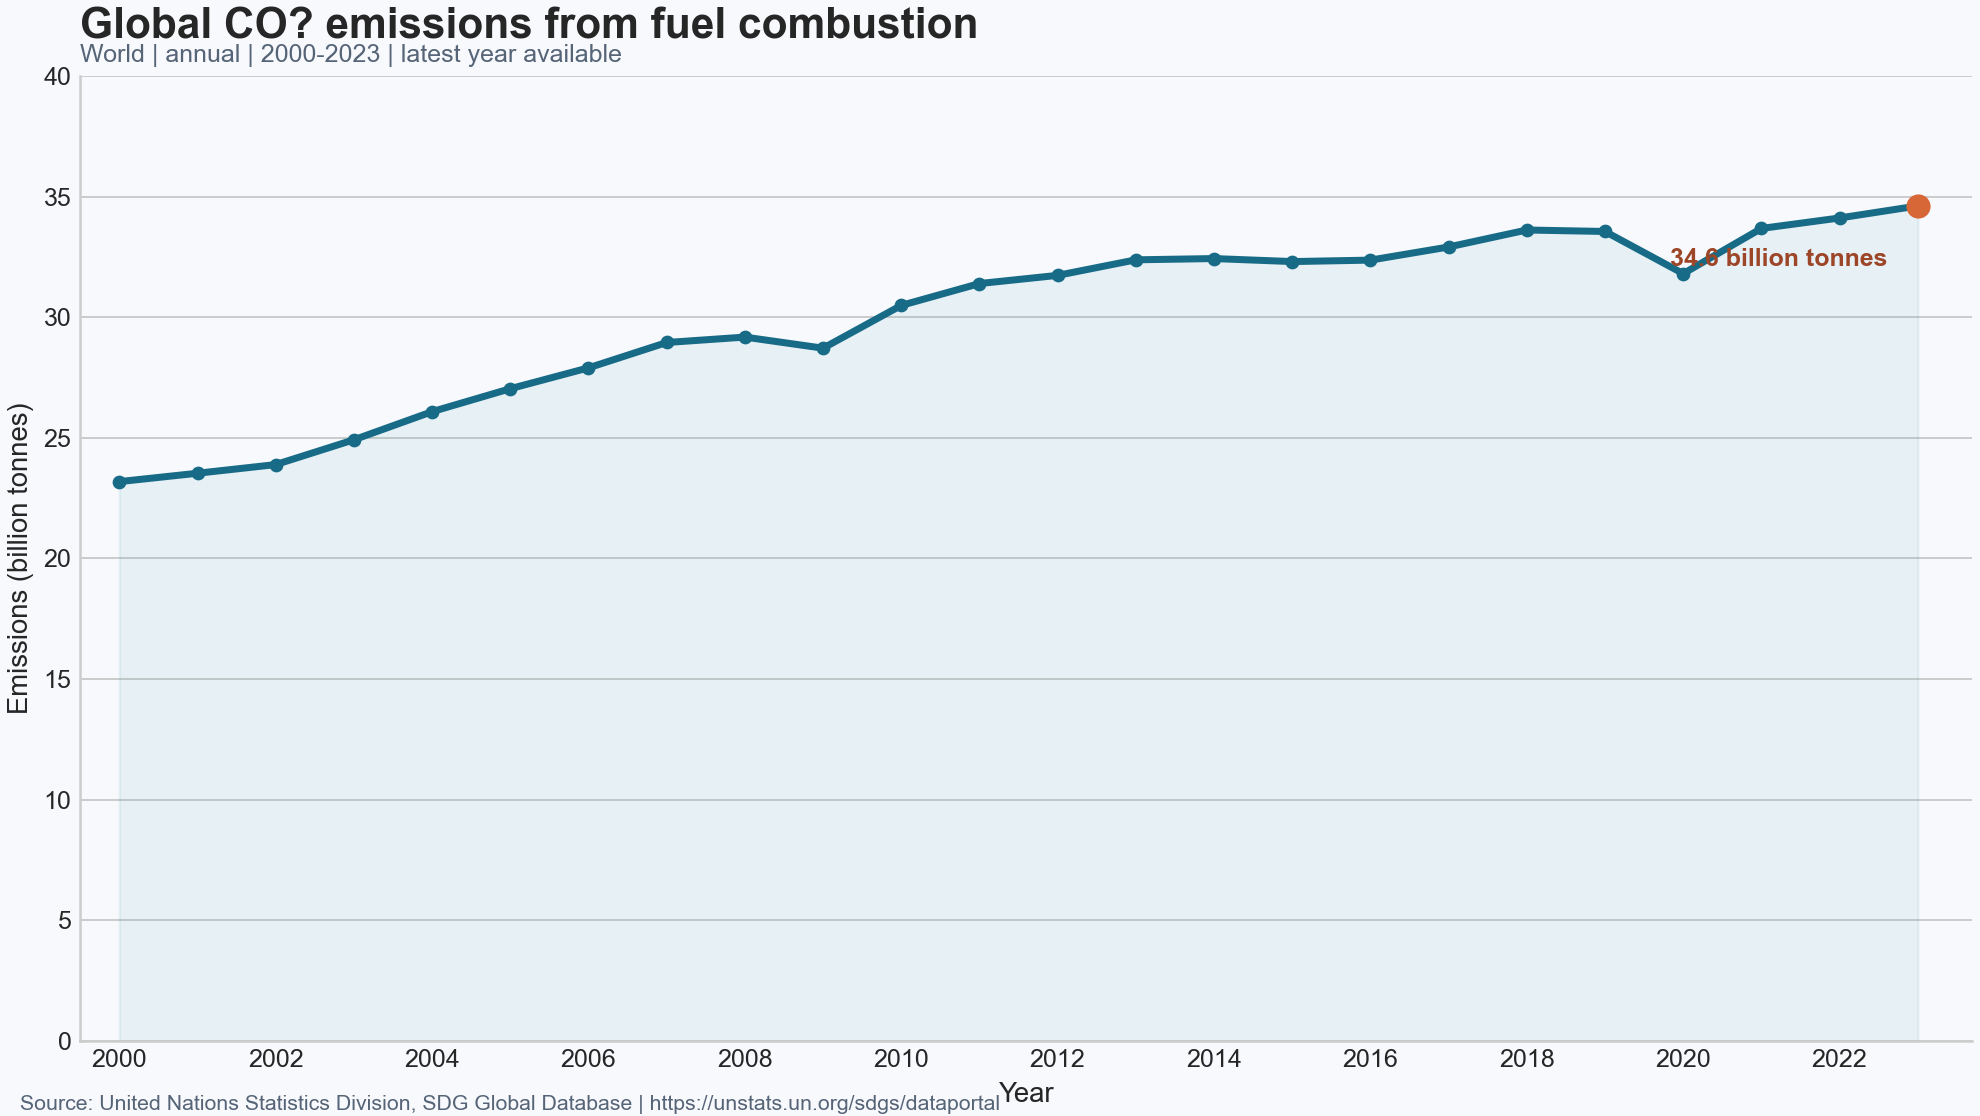 Global CO? emissions from fuel combustion
World | annual | 2000-2023 | latest year available
Emissions (billion tonnes)
40
35
30
25
20
15
10
5
0
34.6 billion tonnes
2000 2002 2004 2006 2008 2010 2012 2014 2016 2018 2020 2022
Year
Source: United Nations Statistics Division, SDG Global Database | https://unstats.un.org/sdgs/dataportal